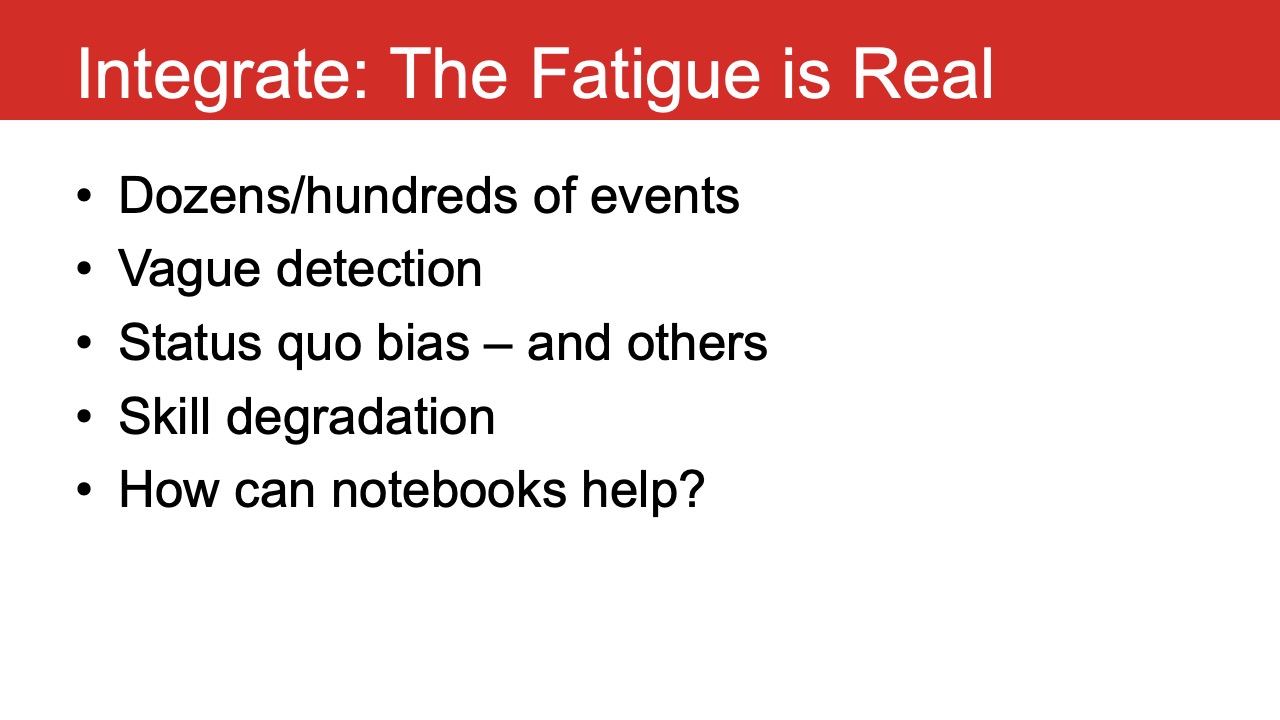 Integrate: The Fatigue is Real
• Dozens/hundreds of events
• Vague detection
• Status quo bias – and others
• Skill degradation
• How can notebooks help?